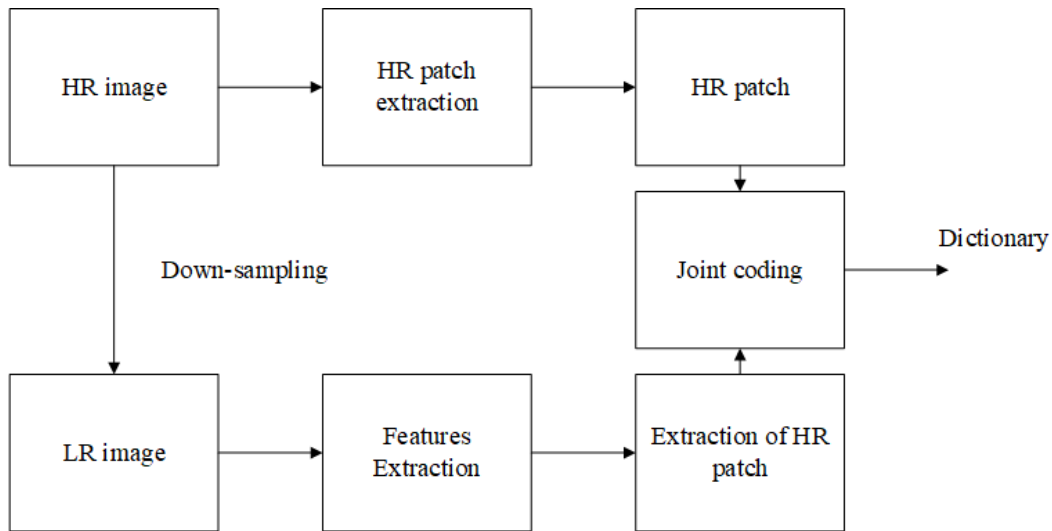 HR image
HR patch
extraction
HR patch
Down-sampling
Joint coding
Dictionary
LR image
Features
Extraction
Extraction of HR
patch